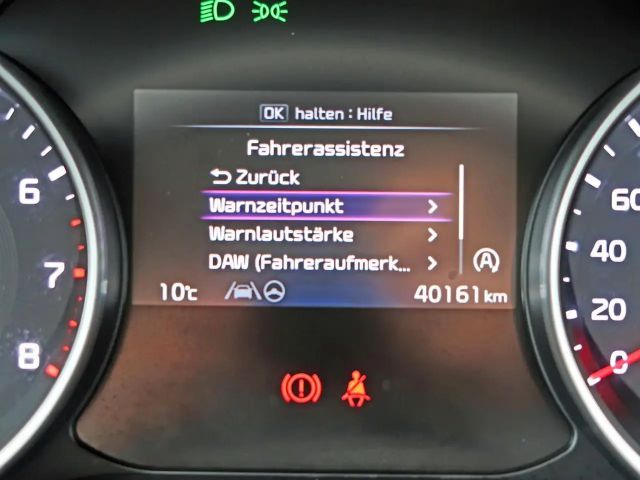 OK halten : Hilfe
Fahrerassistenz
Zurück
Warnzeitpunkt
Warnlautstärke
DAW (Fahreraufmerk...
A
10°C
40161 km
6
7
8
60
40
20
0